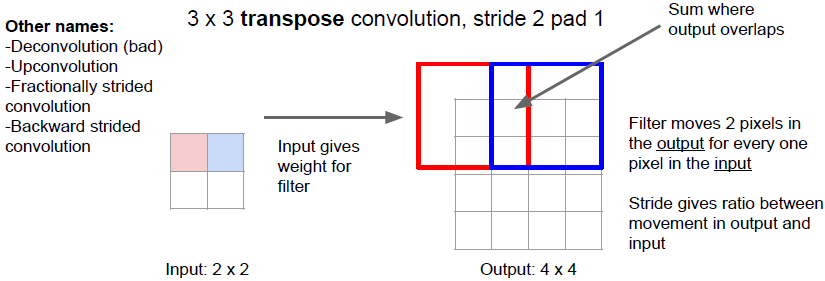 3 x 3 transpose convolution, stride 2 pad 1
Other names:
-Deconvolution (bad)
-Upconvolution
-Fractionally strided
convolution
-Backward strided
convolution
Sum where
output overlaps
Input gives
weight for
filter
Filter moves 2 pixels in
the output for every one
pixel in the input
Stride gives ratio between
movement in output and
input
Input: 2 x 2
Output: 4 x 4